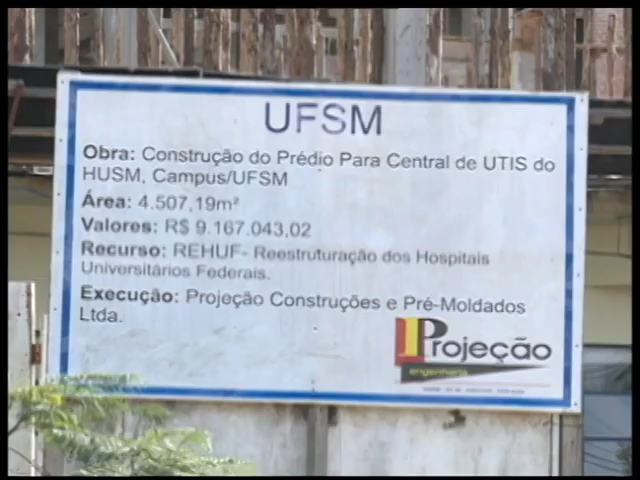 UFSM
Obra: Construção do Prédio Para Central de UTIS do
HUSM, Campus/UFSM
Área: 4.507,19m²
Valores: R$ 9.167.043,02
Recurso: REHUF- Reestruturação dos Hospitais
Universitários Federais.
Execução: Projeção Construções e Pré-Moldados
Ltda.
Projeção
engenharia